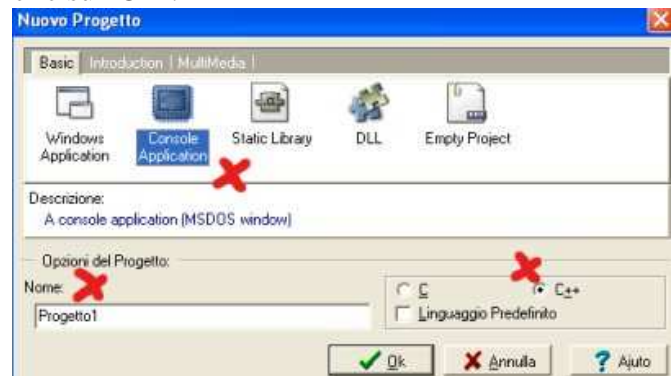 Nuovo Progetto
Basic Introduction MultiMedia
Windows Application
Console Application
Static Library
DLL
Empty Project
Descrizione:
A console application (MSDOS window)
Opzioni del Progetto:
Nome:
C
C++
Progetto1
Linguaggio Predefinito
Ok
Annulla
Aiuto